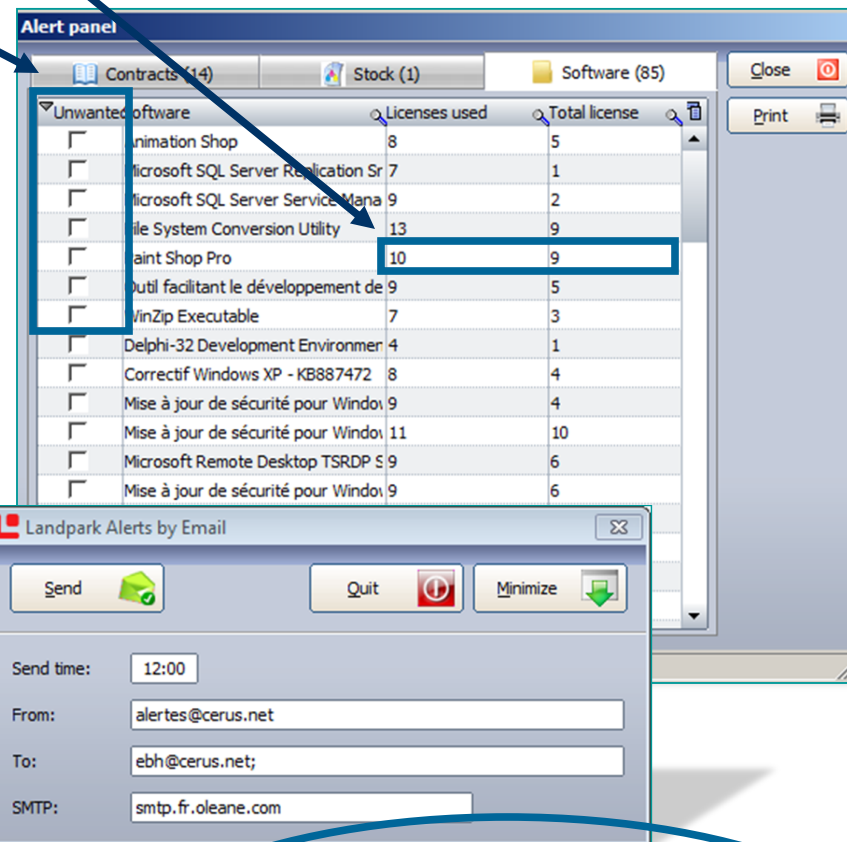 Alert panel
Contracts (14) Stock (1) Software (85) Close
Print
Unwanted Software Licenses used Total license
Animation Shop 8 5
Microsoft SQL Server Replication Sr 7 1
Microsoft SQL Server Service Mana 9 2
File System Conversion Utility 13 9
Paint Shop Pro 10 9
Outil facilitant le développement de 9 5
WinZip Executable 7 3
Delphi-32 Development Environmen 4 1
Correctif Windows XP - KB887472 8 4
Mise à jour de sécurité pour Window 9 4
Mise à jour de sécurité pour Window 11 10
Microsoft Remote Desktop TSRDP S 9 6
Mise à jour de sécurité pour Window 9 6
Landpark Alerts by Email
Send Quit Minimize
Send time: 12:00
From: alertes@cerus.net
To: ebh@cerus.net;
SMTP: smtp.fr.oleane.com